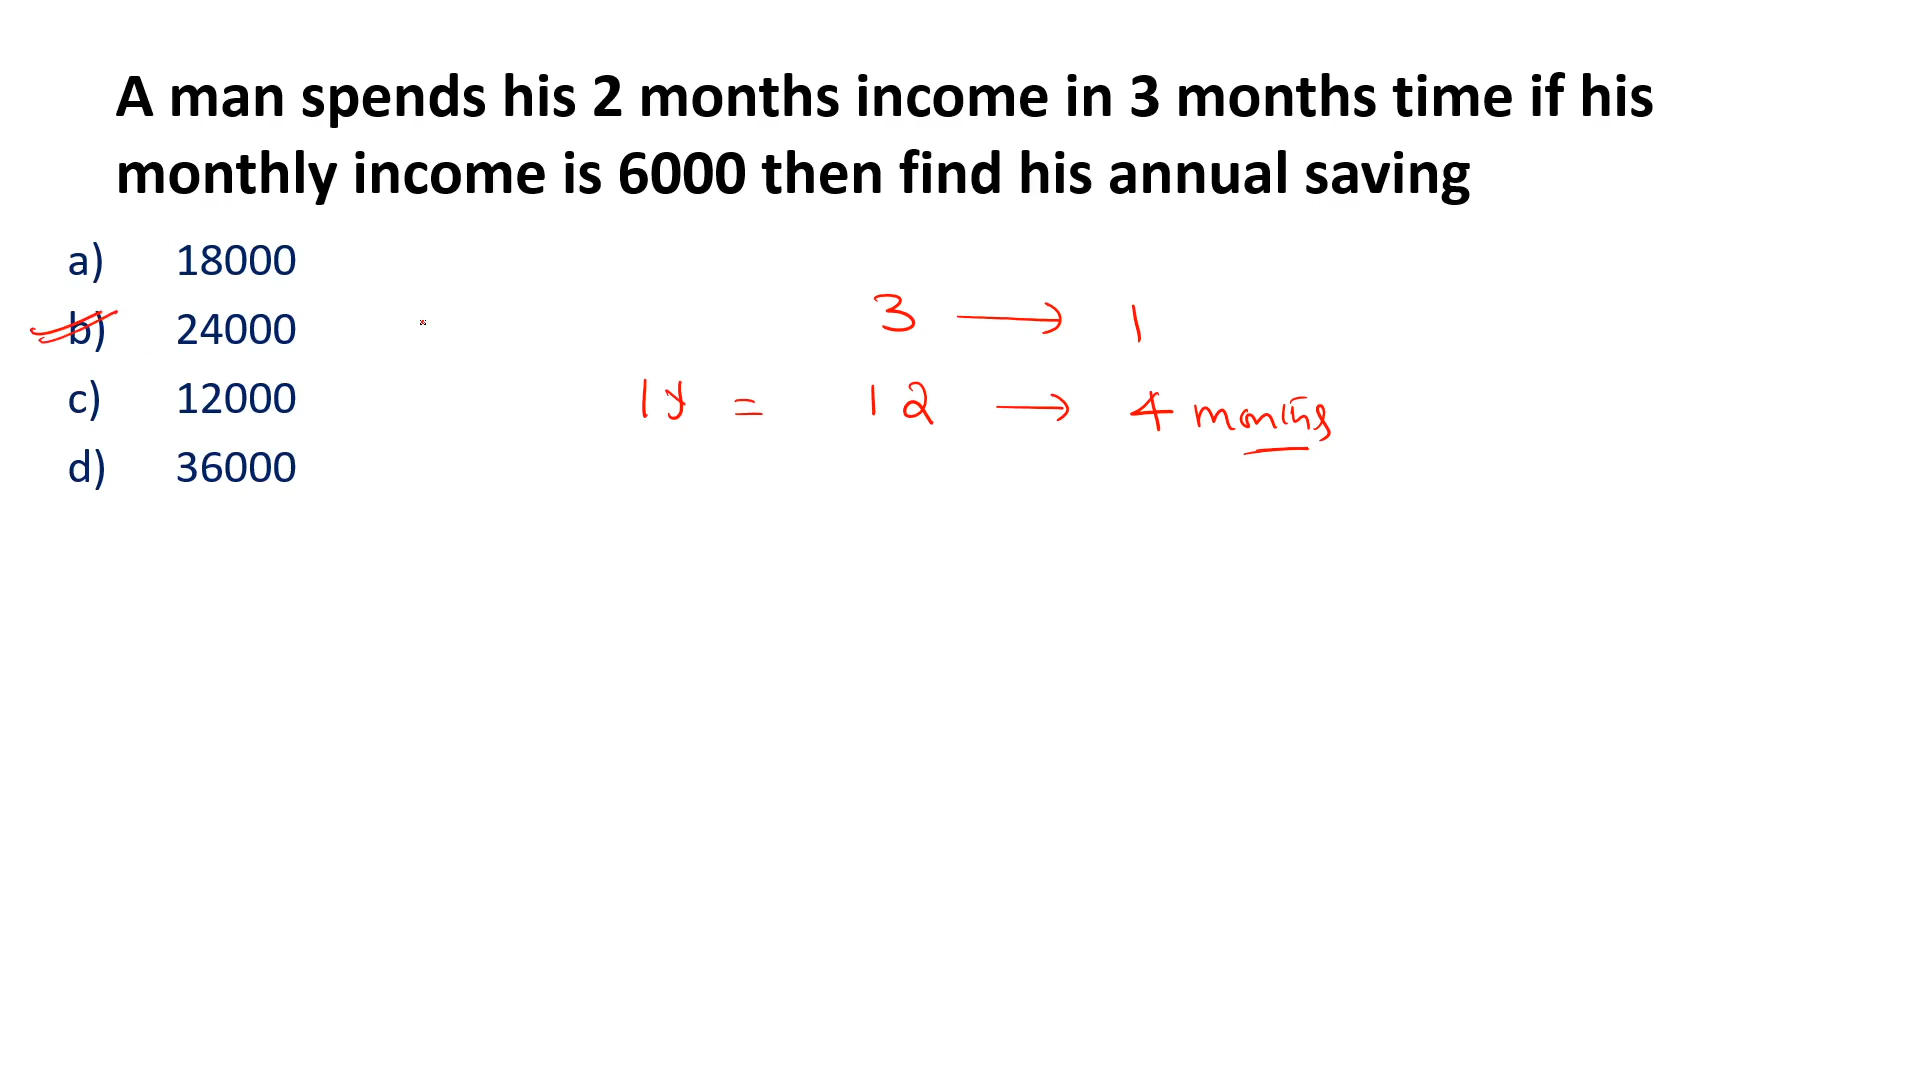 A man spends his 2 months income in 3 months time if his
monthly income is 6000 then find his annual saving
a) 18000
b) 24000
c) 12000
d) 36000
3 → 1
1y = 12 → 4 months